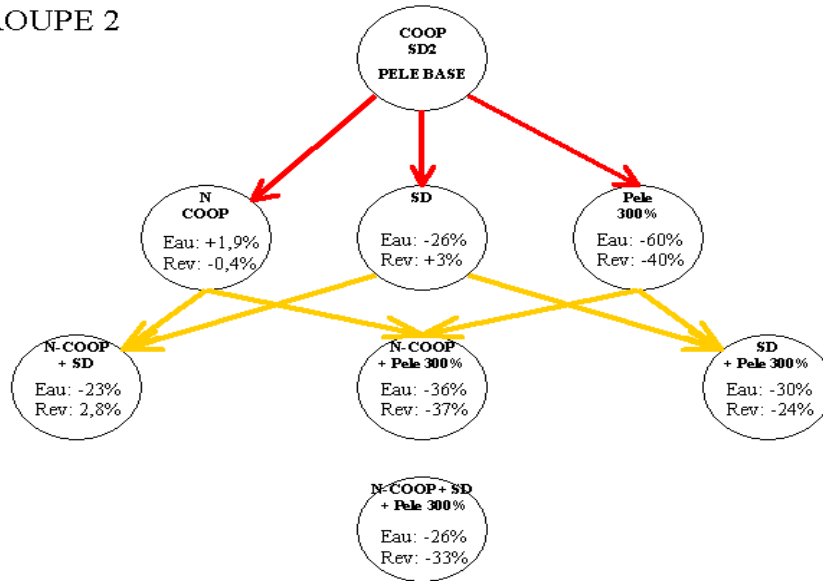 ROUPE 2
COOP
SD2
PELE BASE
N
COOP
Eau: +1,9%
Rev: -0,4%
SD
Eau: -26%
Rev: +3%
Pele
300%
Eau: -60%
Rev: -40%
N-COOP
+ SD
Eau: -23%
Rev: 2,8%
N-COOP
+ Pele 300%
Eau: -36%
Rev: -37%
SD
+ Pele 300%
Eau: -30%
Rev: -24%
N-COOP + SD
+ Pele 300%
Eau: -26%
Rev: -33%